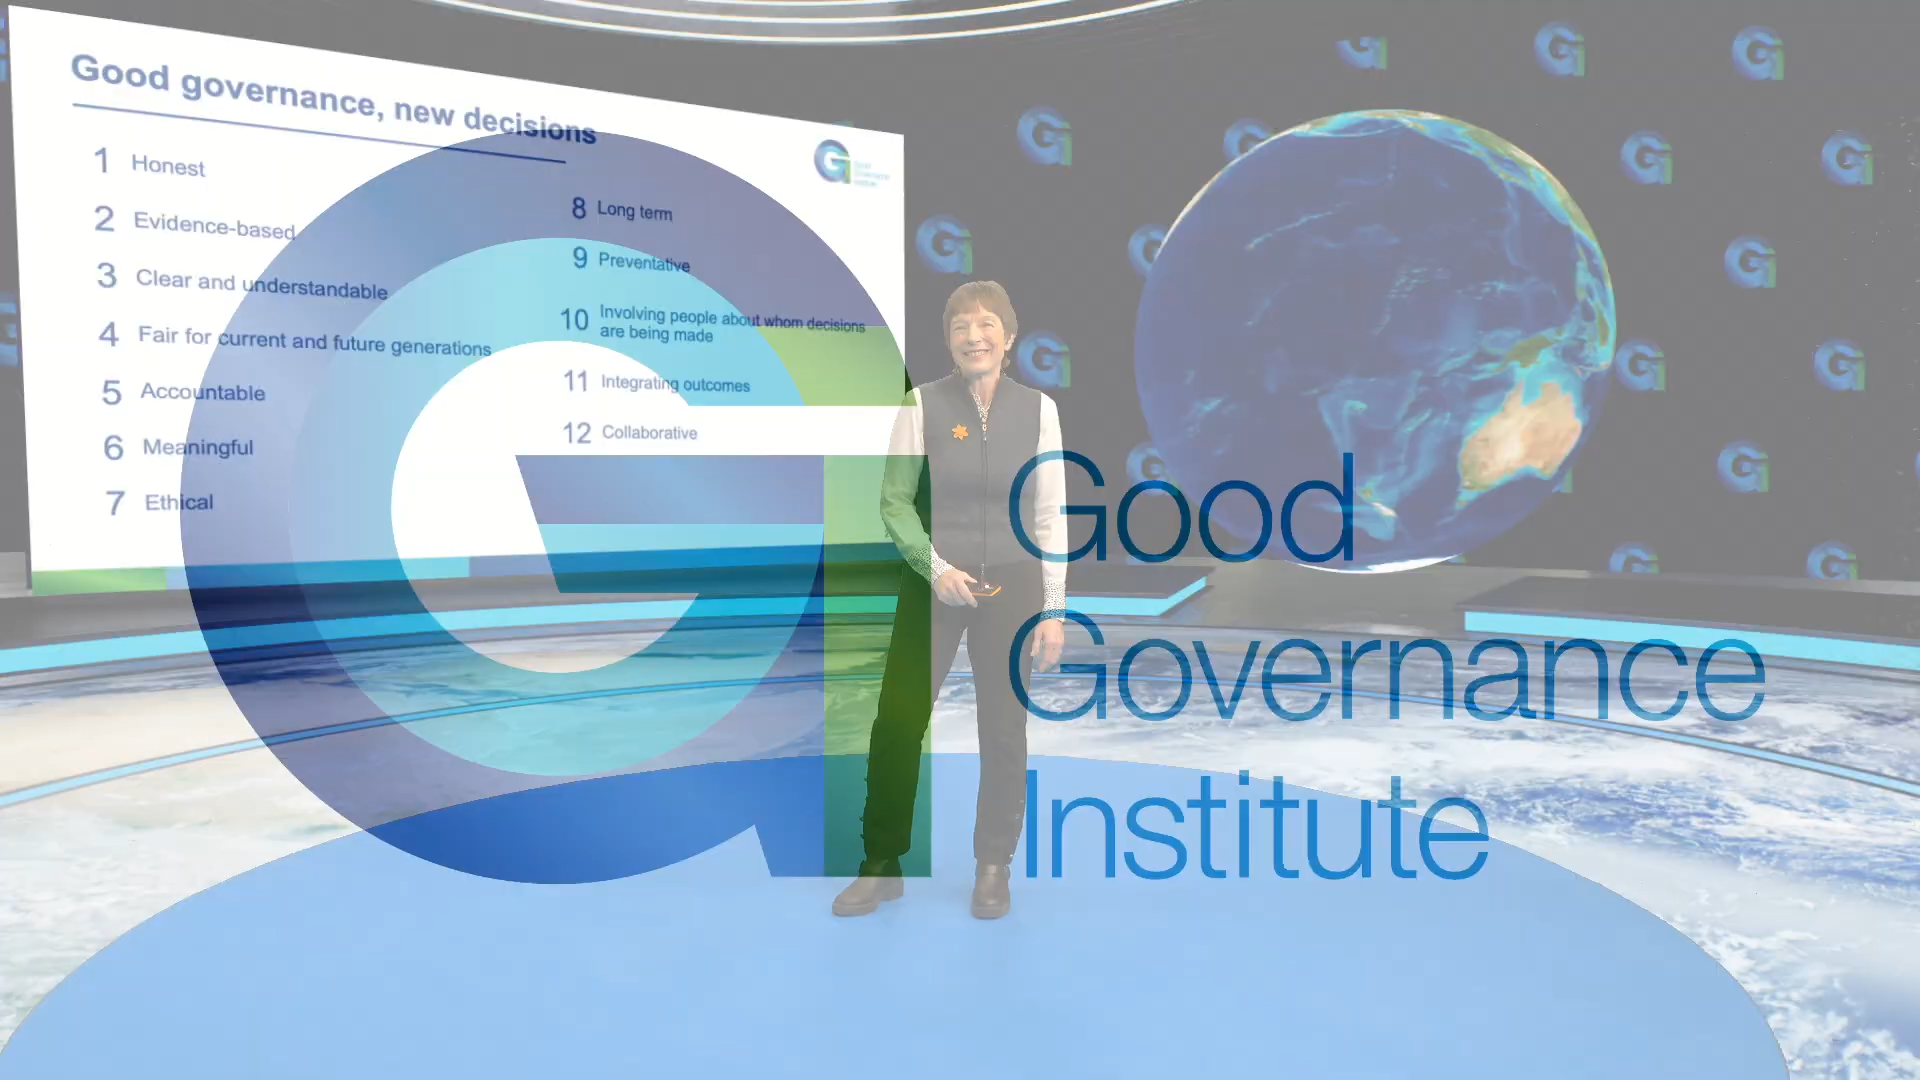 Good governance, new decisions
1 Honest
2 Evidence-based
3 Clear and understandable
4 Fair for current and future generations
5 Accountable
6 Meaningful
7 Ethical
8 Long term
9 Preventative
10 Involving people about whom decisions
are being made
11 Integrating outcomes
12 Collaborative
Good
Governance
Institute